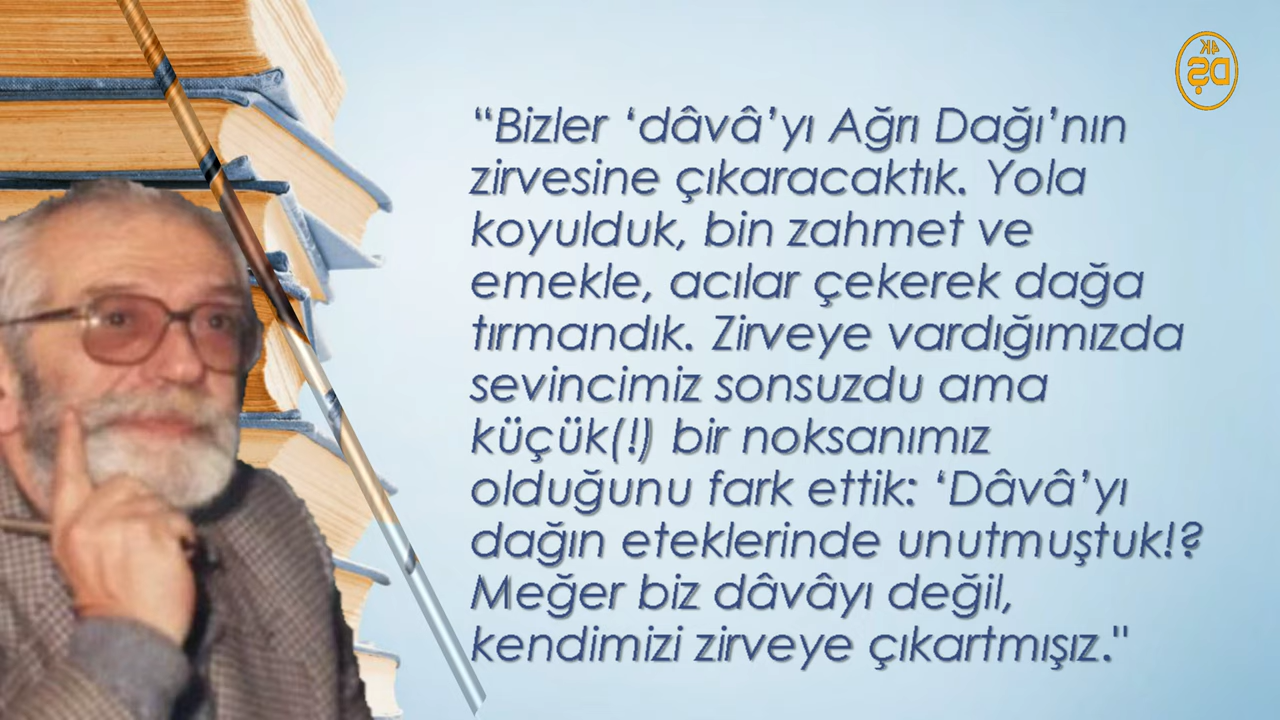 “Bizler ‘dâvâ’yı Ağrı Dağı’nın
zirvesine çıkaracaktık. Yola
koyulduk, bin zahmet ve
emekle, acılar çekerek dağa
tırmandık. Zirveye vardığımızda
sevincimiz sonsuzdu ama
küçük(!) bir noksanımız
olduğunu fark ettik: ‘Dâvâ’yı
dağın eteklerinde unutmuştuk!?
Meğer biz dâvâyı değil,
kendimizi zirveye çıkartmışız."
4K
DŞ